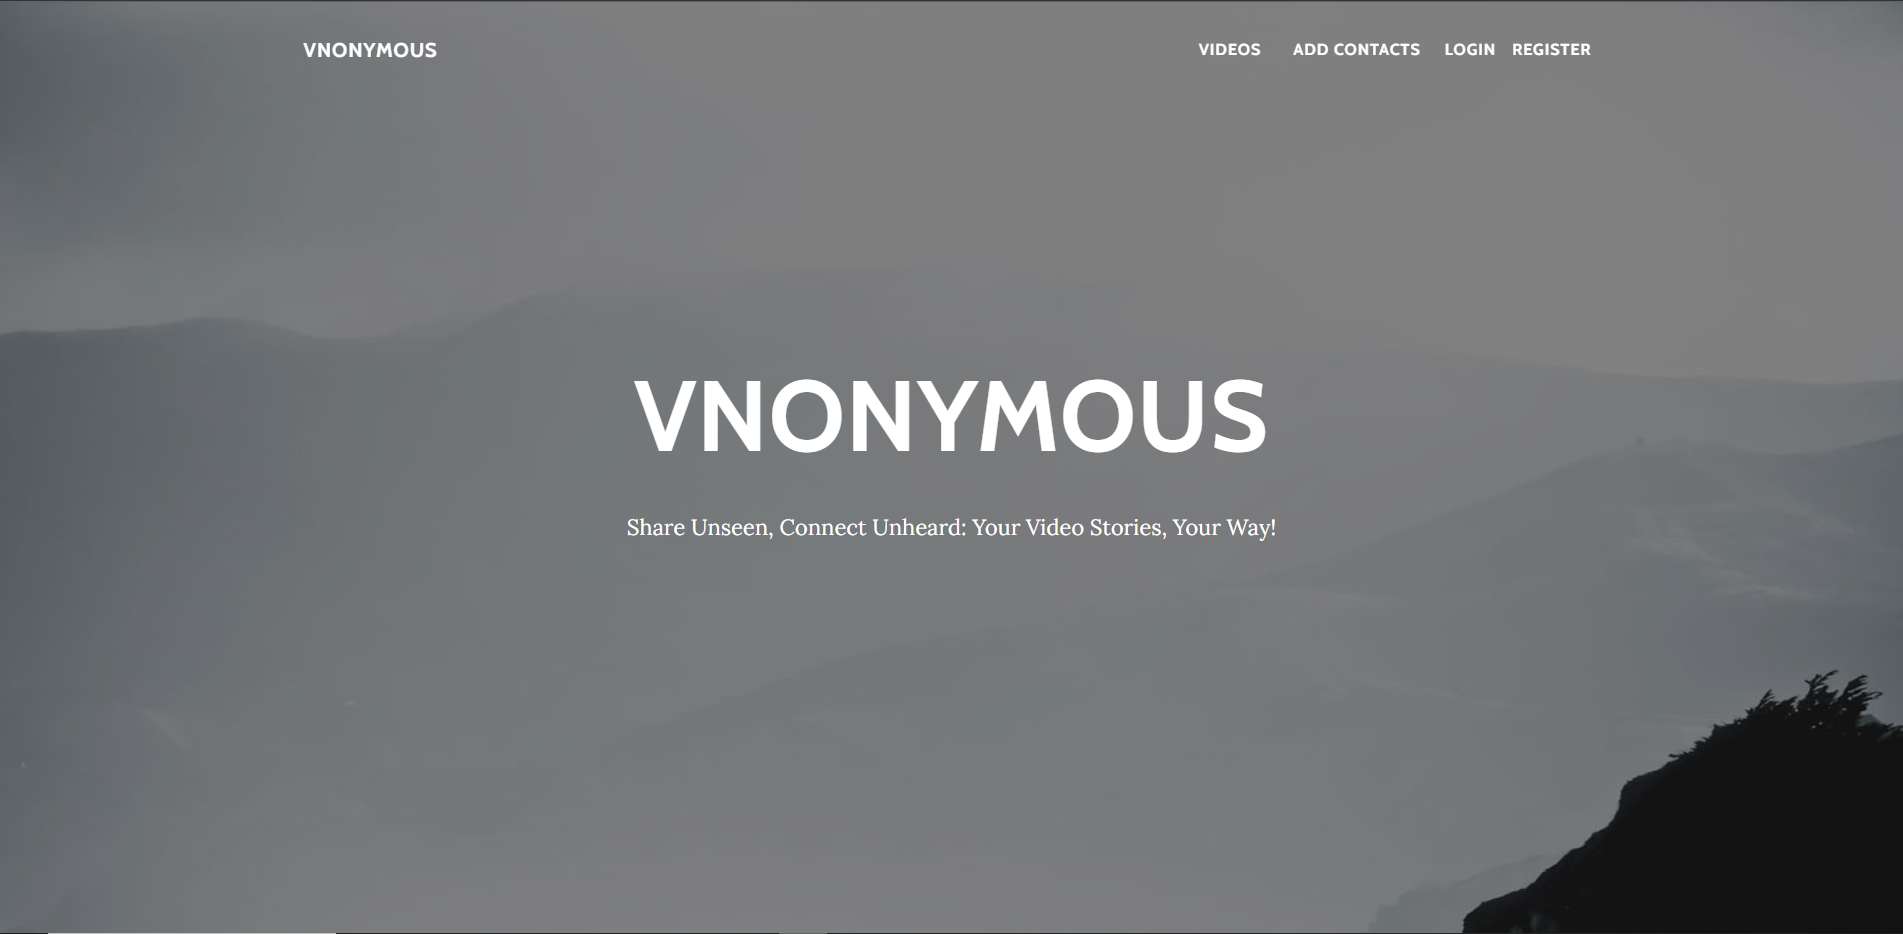 VNONYMOUS
VIDEOS ADD CONTACTS LOGIN REGISTER
VNONYMOUS
Share Unseen, Connect Unheard: Your Video Stories, Your Way!